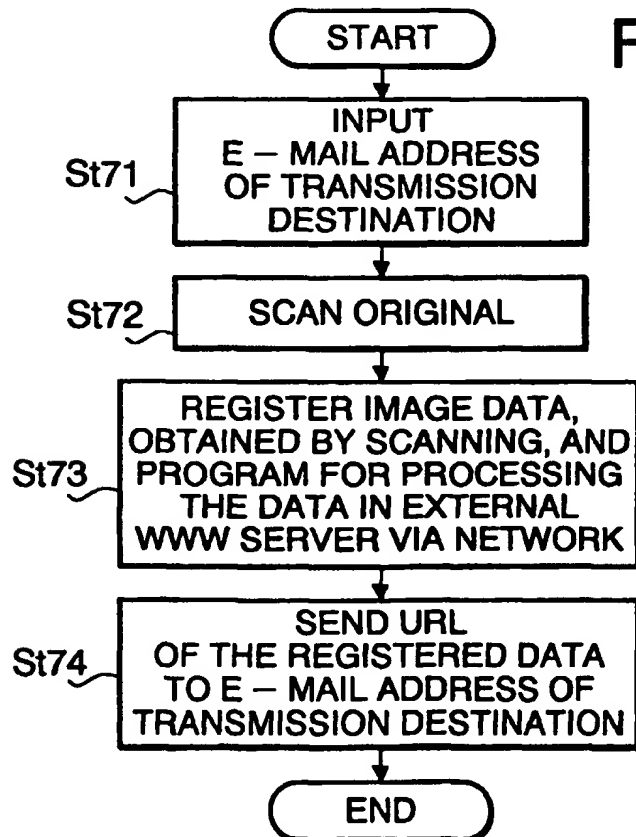 START
F
INPUT
E – MAIL ADDRESS
OF TRANSMISSION
DESTINATION
St71
SCAN ORIGINAL
St72
REGISTER IMAGE DATA,
OBTAINED BY SCANNING, AND
PROGRAM FOR PROCESSING
THE DATA IN EXTERNAL
WWW SERVER VIA NETWORK
St73
SEND URL
OF THE REGISTERED DATA
TO E – MAIL ADDRESS OF
TRANSMISSION DESTINATION
St74
END